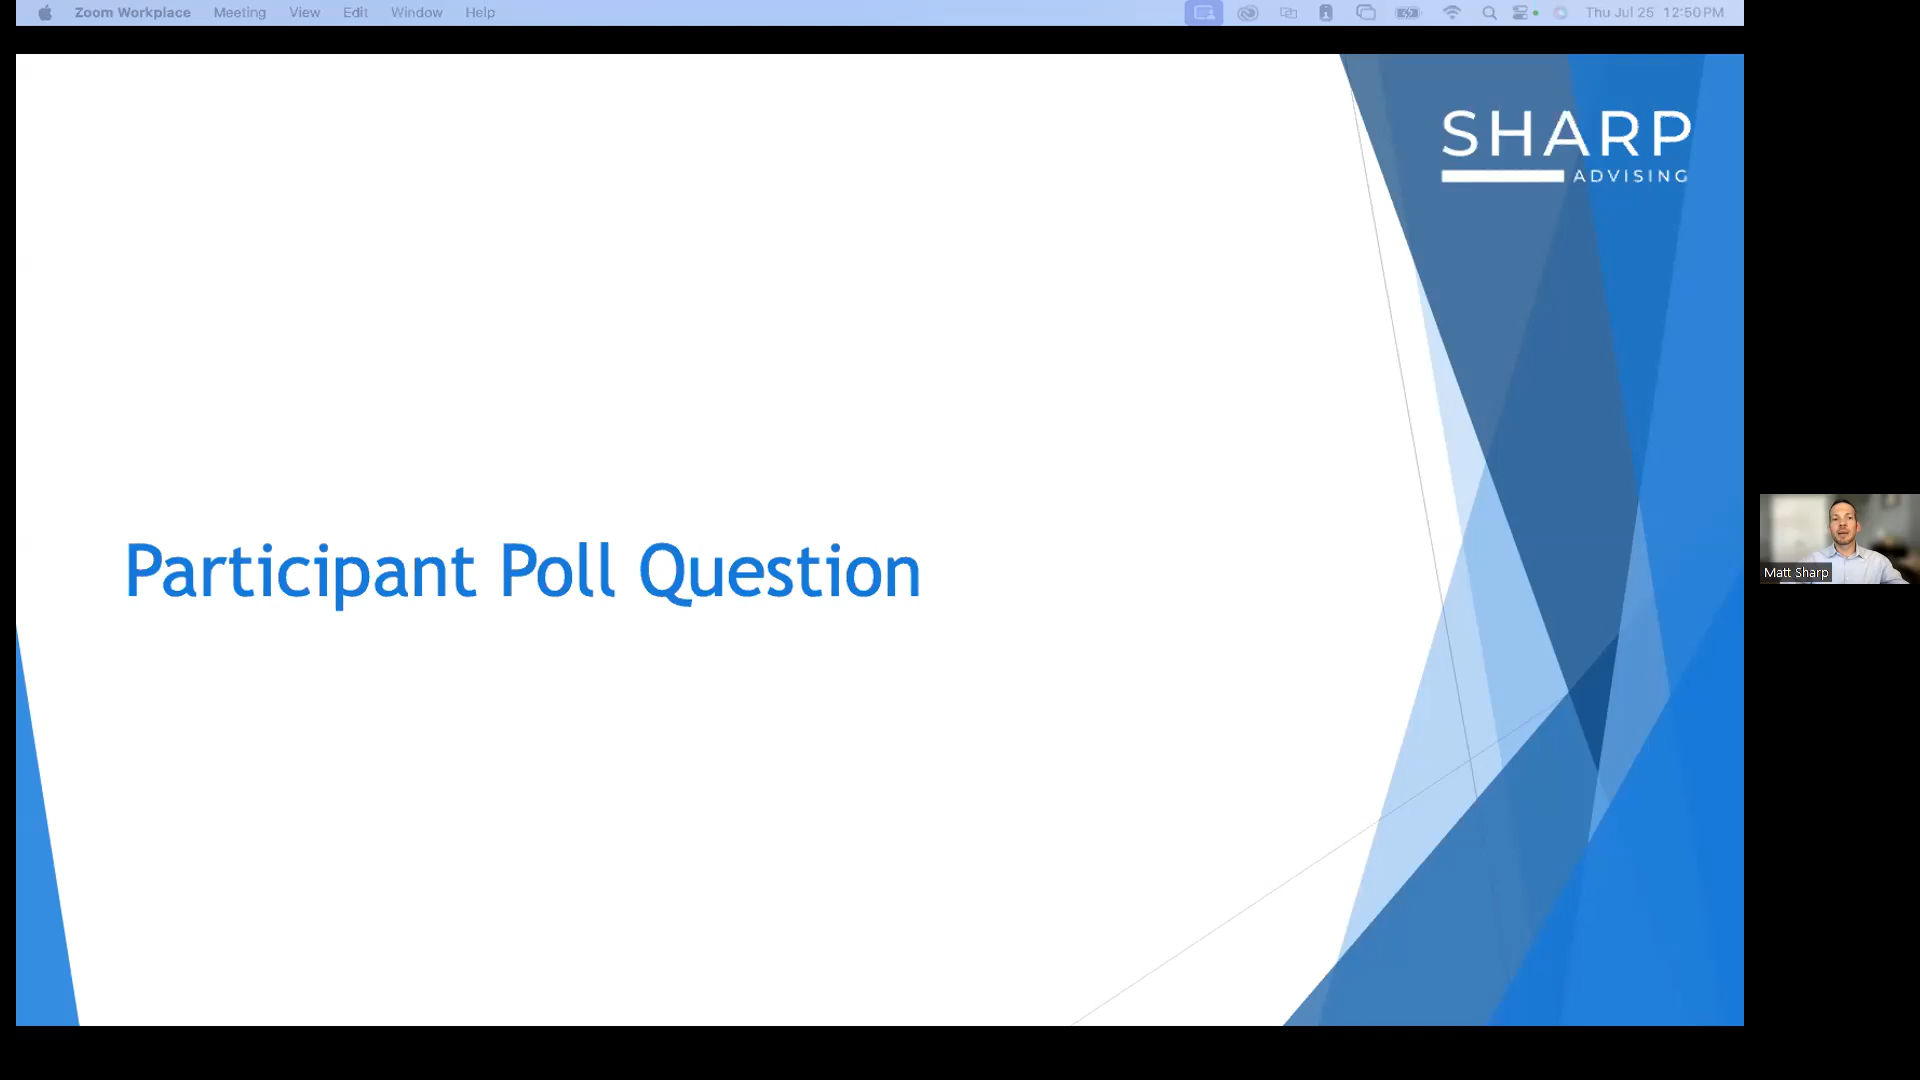 Zoom Workplace Meeting View Edit Window Help Thu Jul 25 12:50 PM
SHARP
ADVISING
Participant Poll Question
Matt Sharp